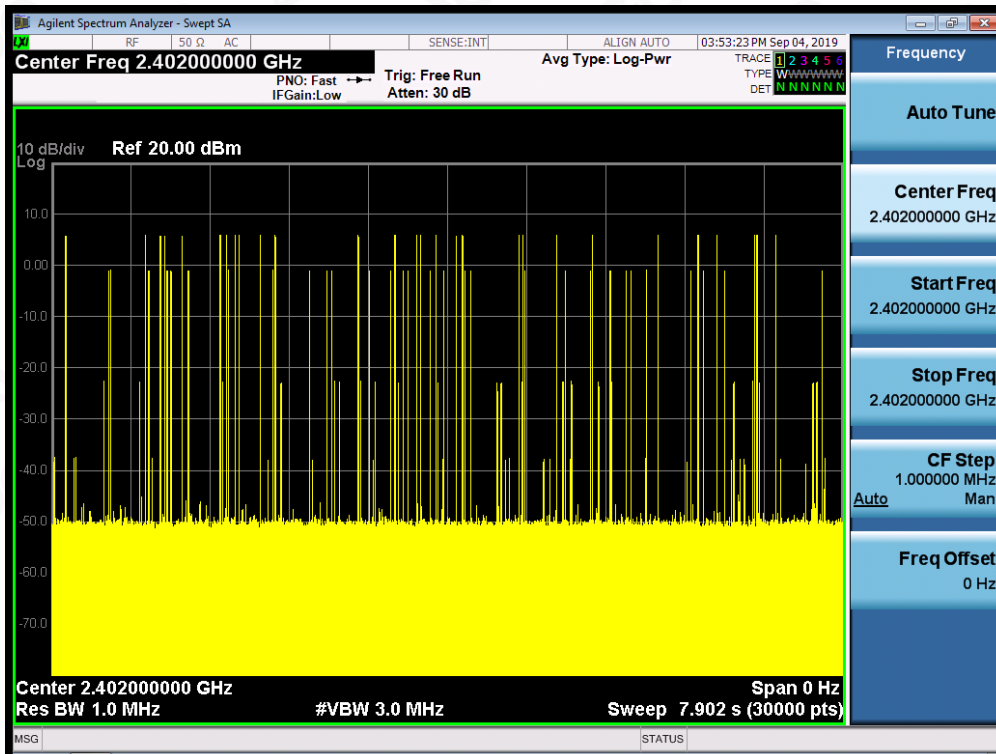 Agilent Spectrum Analyzer - Swept SA
LXI RF 50 Ω AC SENSE:INT ALIGN AUTO 03:53:23 PM Sep 04, 2019
Center Freq 2.402000000 GHz
PNO: Fast
IFGain:Low
Trig: Free Run
Atten: 30 dB
Avg Type: Log-Pwr
TRACE 1 2 3 4 5 6
TYPE W WWWWW
DET N N N N N N
10 dB/div Ref 20.00 dBm
Log
10.0
0.00
-10.0
-20.0
-30.0
-40.0
-50.0
-60.0
-70.0
Center 2.402000000 GHz Span 0 Hz
Res BW 1.0 MHz #VBW 3.0 MHz Sweep 7.902 s (30000 pts)
MSG STATUS
Frequency
Auto Tune
Center Freq
2.402000000 GHz
Start Freq
2.402000000 GHz
Stop Freq
2.402000000 GHz
CF Step
1.000000 MHz
Auto Man
Freq Offset
0 Hz